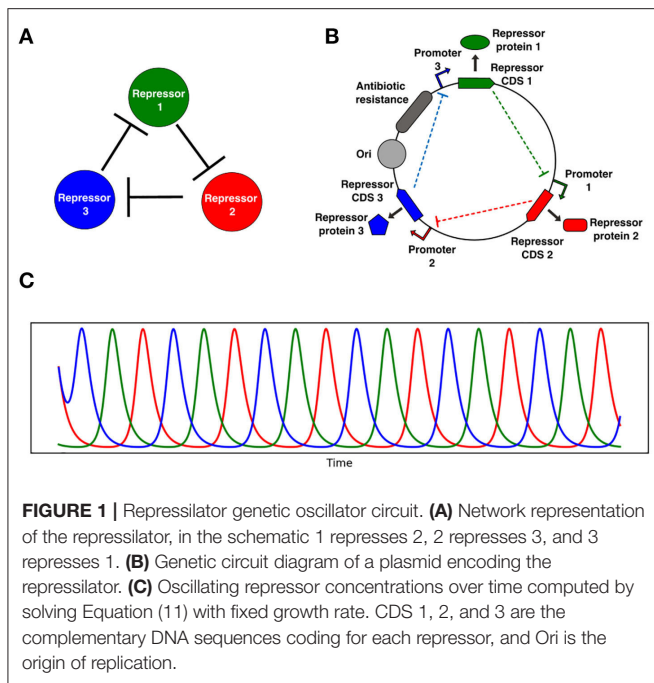 A
Repressor
1
Repressor
3
Repressor
2
B
Repressor
protein 1
Promoter
3
Repressor
CDS 1
Antibiotic
resistance
Ori
Repressor
CDS 3
Promoter
1
Repressor
protein 3
Repressor
protein 2
Promoter
2
Repressor
CDS 2
C
Time
FIGURE 1 | Repressilator genetic oscillator circuit. (A) Network representation
of the repressilator, in the schematic 1 represses 2, 2 represses 3, and 3
represses 1. (B) Genetic circuit diagram of a plasmid encoding the
repressilator. (C) Oscillating repressor concentrations over time computed by
solving Equation (11) with fixed growth rate. CDS 1, 2, and 3 are the
complementary DNA sequences coding for each repressor, and Ori is the
origin of replication.